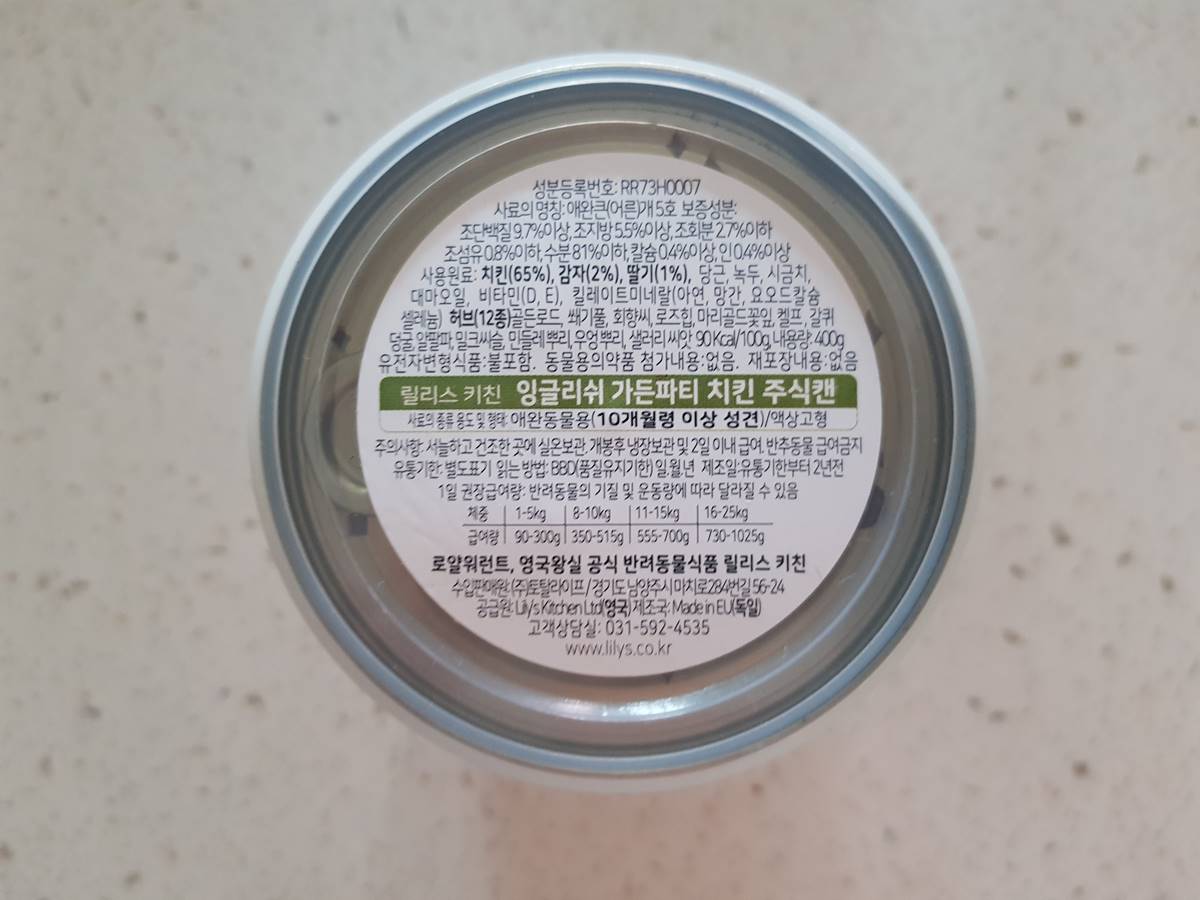 성분등록번호: RR73H0007
사료의 명칭: 애완큰(어른)개 5호 보증성분:
조단백질 9.7%이상, 조지방 5.5%이상, 조회분 2.7%이하
조섬유 0.8%이하, 수분 81%이하, 칼슘 0.4%이상, 인 0.4%이상
사용원료: 치킨(65%), 감자(2%), 딸기(1%), 당근, 녹두, 시금치,
대마오일, 비타민(D, E), 킬레이트미네랄(아연, 망간, 요오드칼슘
셀레늄) 허브(12종)골든로드, 쐐기풀, 회향씨, 로즈힙, 마리골드꽃잎, 켈프, 갈퀴
덩굴, 알팔파, 밀크씨슬, 민들레 뿌리, 우엉 뿌리, 샐러리 씨앗: 90Kcal/100g, 내용량: 400g
유전자변형식품:불포함. 동물용의약품 첨가내용:없음. 재포장내용:없음
릴리스 키친 잉글리쉬 가든파티 치킨 주식캔
사료의 종류 용도 및 형태: 애완동물용(10개월령 이상 성견)/액상고형
주의사항: 서늘하고 건조한 곳에 실온보관, 개봉후 냉장보관 및 2일 이내 급여. 반추동물 급여금지
유통기한: 별도표기 읽는 방법: BBD(품질유지기한) 일.월.년 제조일:유통기한부터 2년전
1일 권장급여량: 반려동물의 기질 및 운동량에 따라 달라질 수 있음
체중 1-5kg 8-10kg 11-15kg 16-25kg
급여량 90-300g 350-515g 555-700g 730-1025g
로얄워런트, 영국왕실 공식 반려동물식품 릴리스 키친
수입판매원: (주)토탈라이프 / 경기도 남양주시 마치로284번길 56-24
공급원: Lily's Kitchen Ltd(영국) 제조국: Made in EU(독일)
고객상담실: 031-592-4535
www.lilys.co.kr